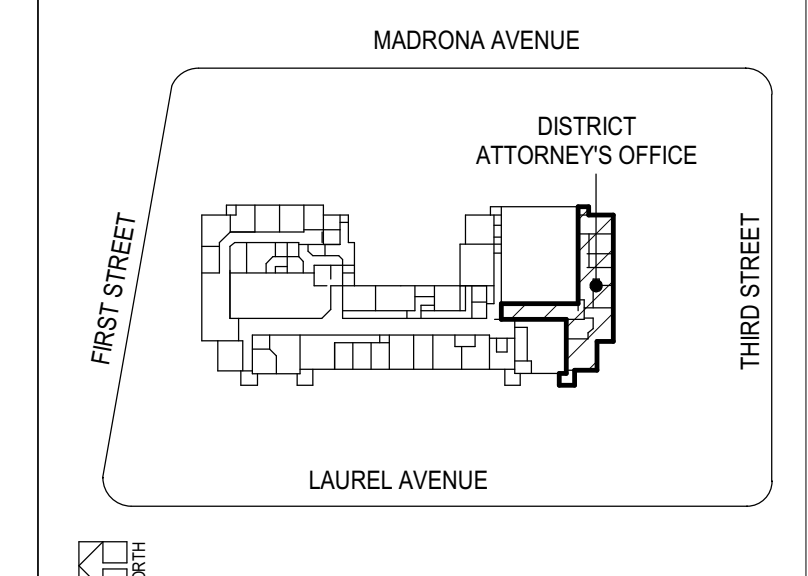 MADRONA AVENUE
DISTRICT
ATTORNEY'S OFFICE
FIRST STREET
THIRD STREET
LAUREL AVENUE